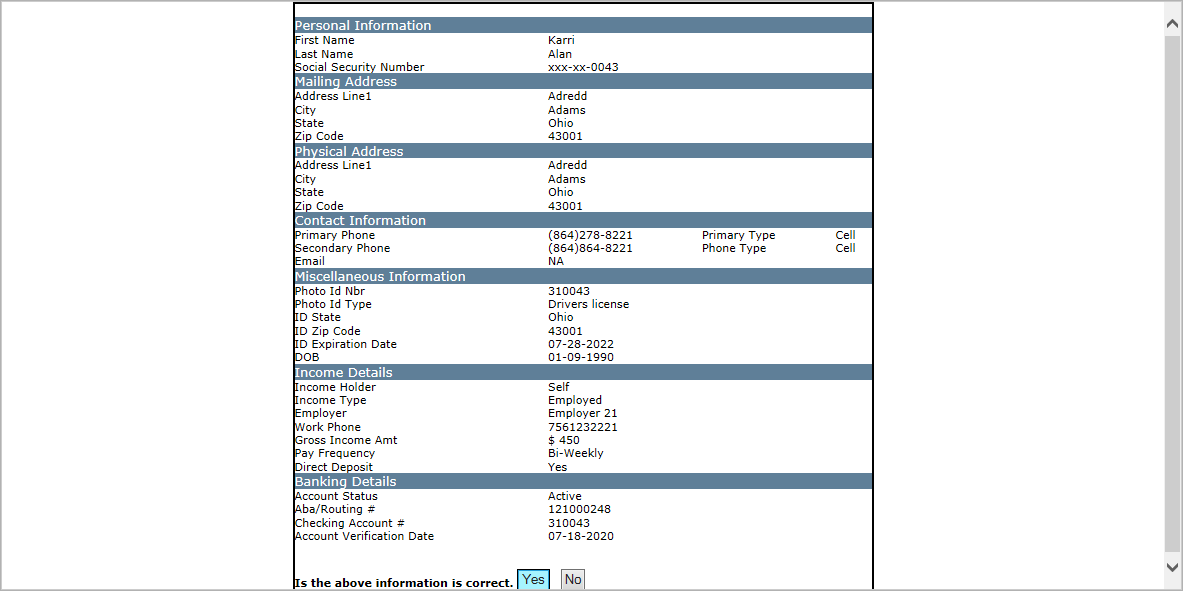 Personal Information
First Name Karri
Last Name Alan
Social Security Number xxx-xx-0043
Mailing Address
Address Line1 Adredd
City Adams
State Ohio
Zip Code 43001
Physical Address
Address Line1 Adredd
City Adams
State Ohio
Zip Code 43001
Contact Information
Primary Phone (864)278-8221 Primary Type Cell
Secondary Phone (864)864-8221 Phone Type Cell
Email NA
Miscellaneous Information
Photo Id Nbr 310043
Photo Id Type Drivers license
ID State Ohio
ID Zip Code 43001
ID Expiration Date 07-28-2022
DOB 01-09-1990
Income Details
Income Holder Self
Income Type Employed
Employer Employer 21
Work Phone 7561232221
Gross Income Amt $ 450
Pay Frequency Bi-Weekly
Direct Deposit Yes
Banking Details
Account Status Active
Aba/Routing # 121000248
Checking Account # 310043
Account Verification Date 07-18-2020
Is the above information is correct. Yes No